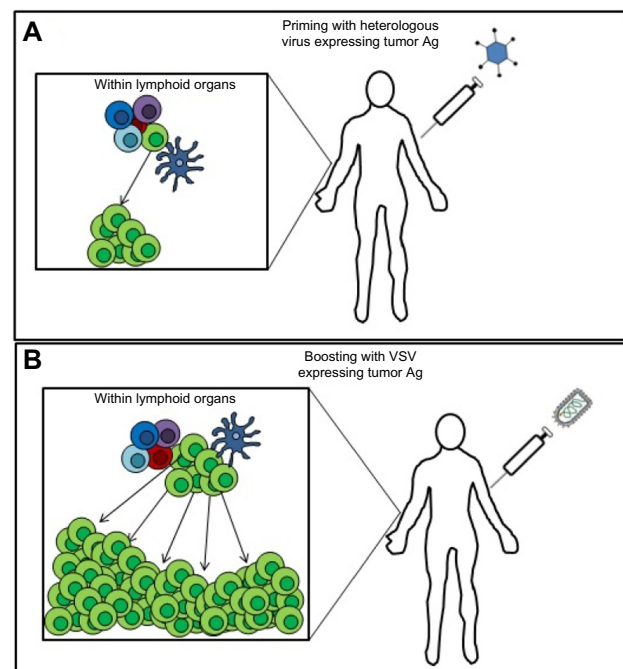 A
Priming with heterologous
virus expressing tumor Ag
Within lymphoid organs
B
Boosting with VSV
expressing tumor Ag
Within lymphoid organs